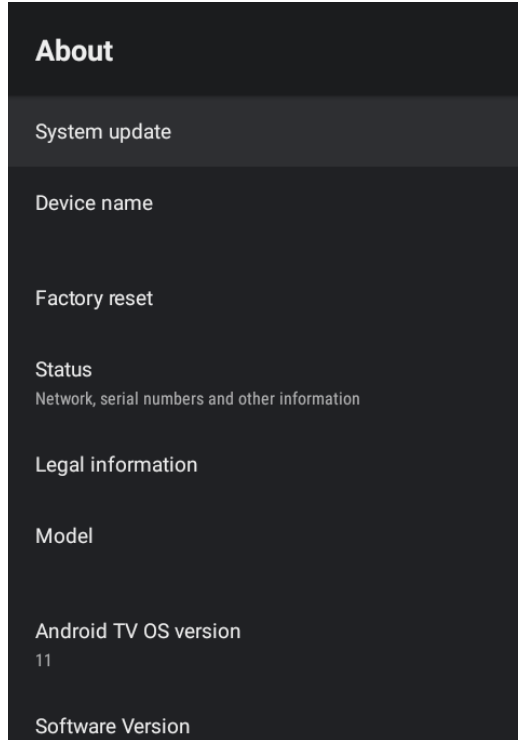 About
System update
Device name
Factory reset
Status
Network, serial numbers and other information
Legal information
Model
Android TV OS version
11
Software Version